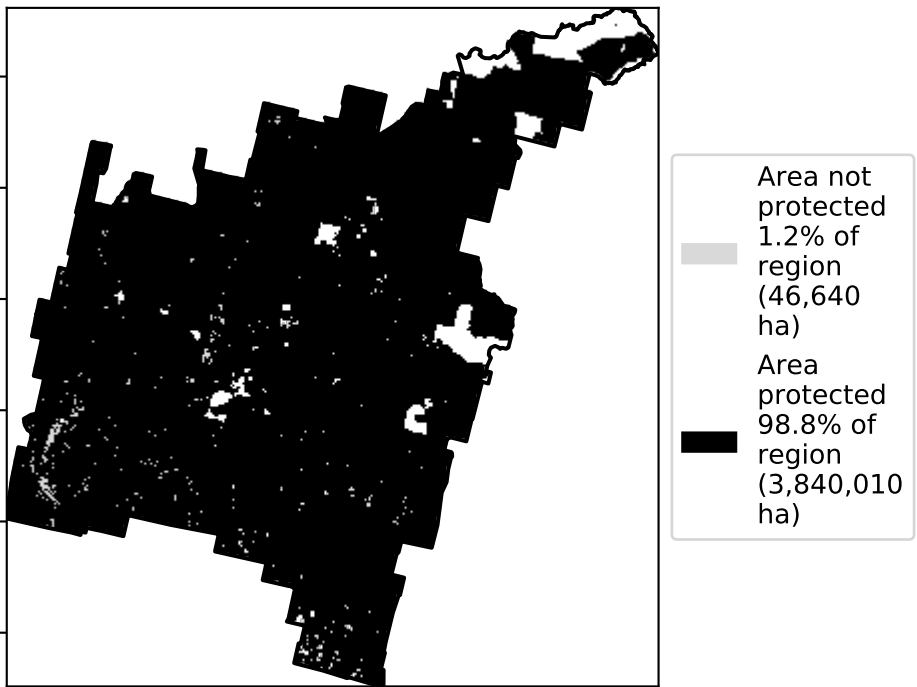 Area not
protected
1.2% of
region
(46,640
ha)
Area
protected
98.8% of
region
(3,840,010
ha)